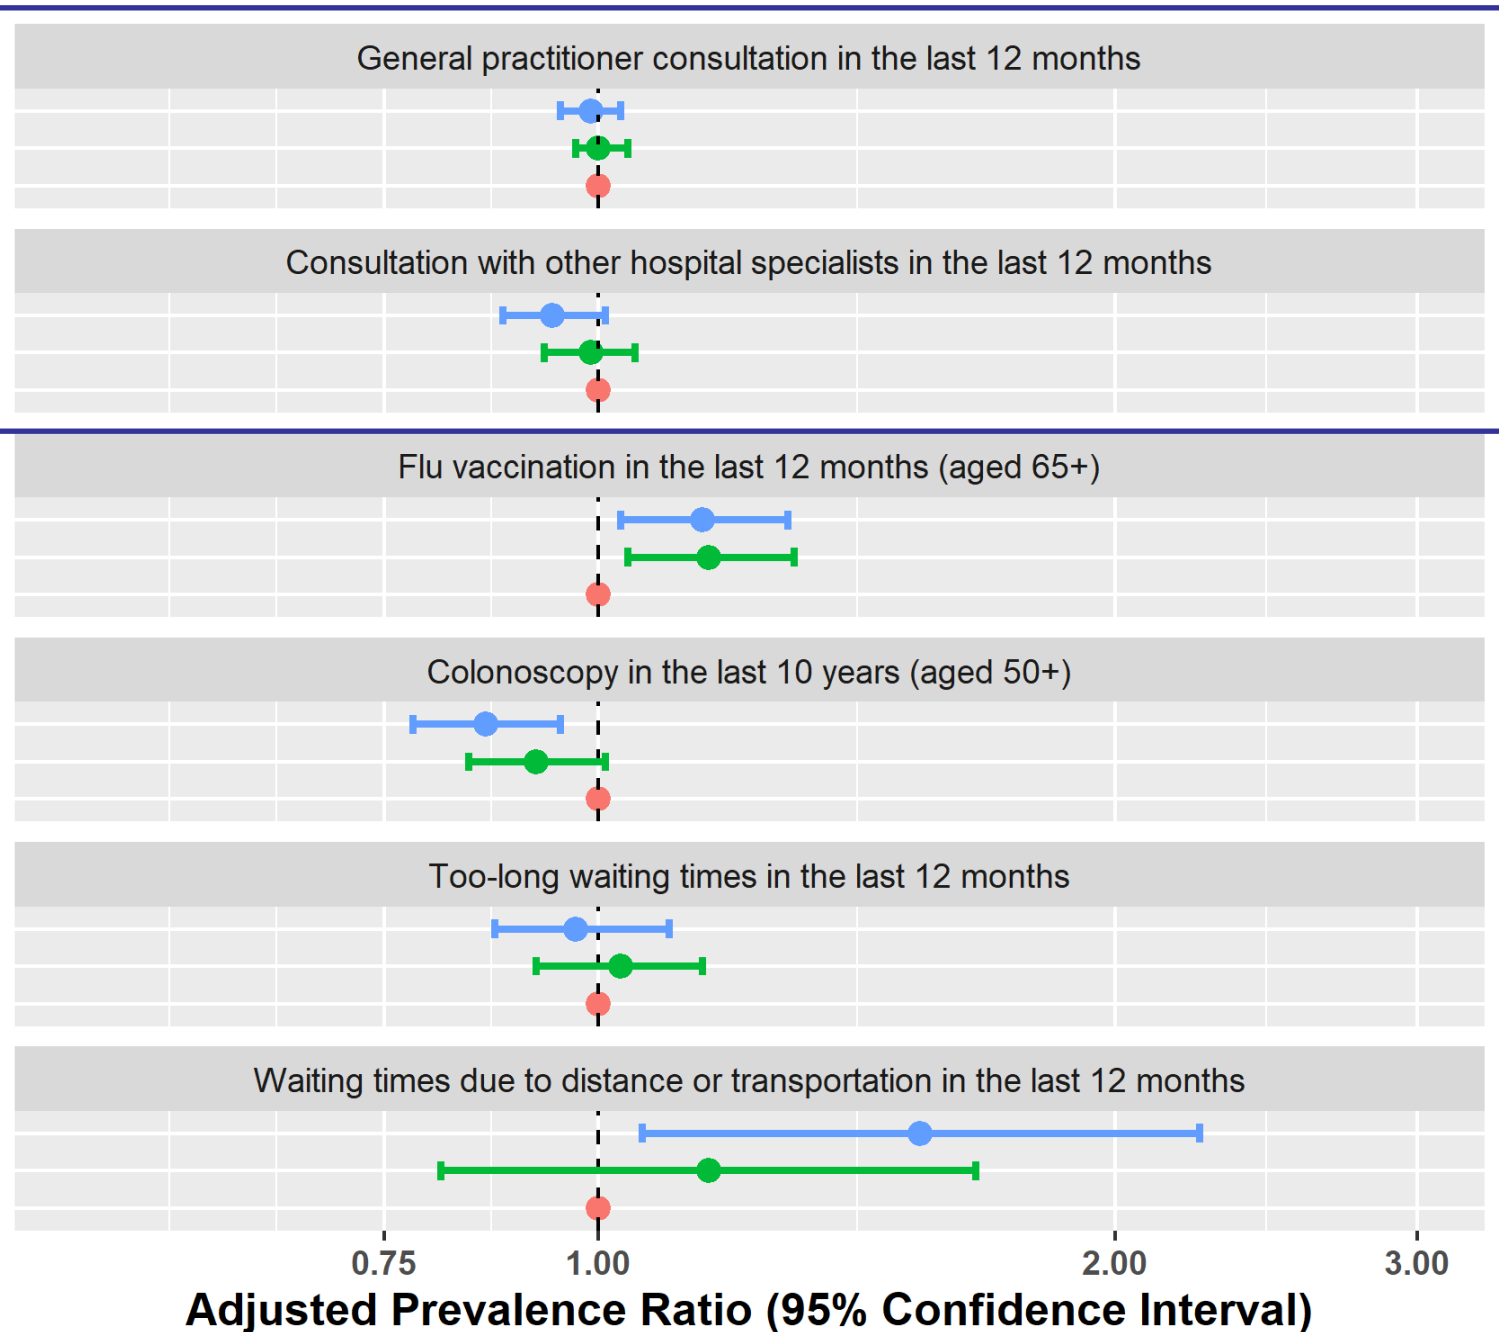 General practitioner consultation in the last 12 months
Consultation with other hospital specialists in the last 12 months
Flu vaccination in the last 12 months (aged 65+)
Colonoscopy in the last 10 years (aged 50+)
Too-long waiting times in the last 12 months
Waiting times due to distance or transportation in the last 12 months
0.75 1.00 2.00 3.00
Adjusted Prevalence Ratio (95% Confidence Interval)